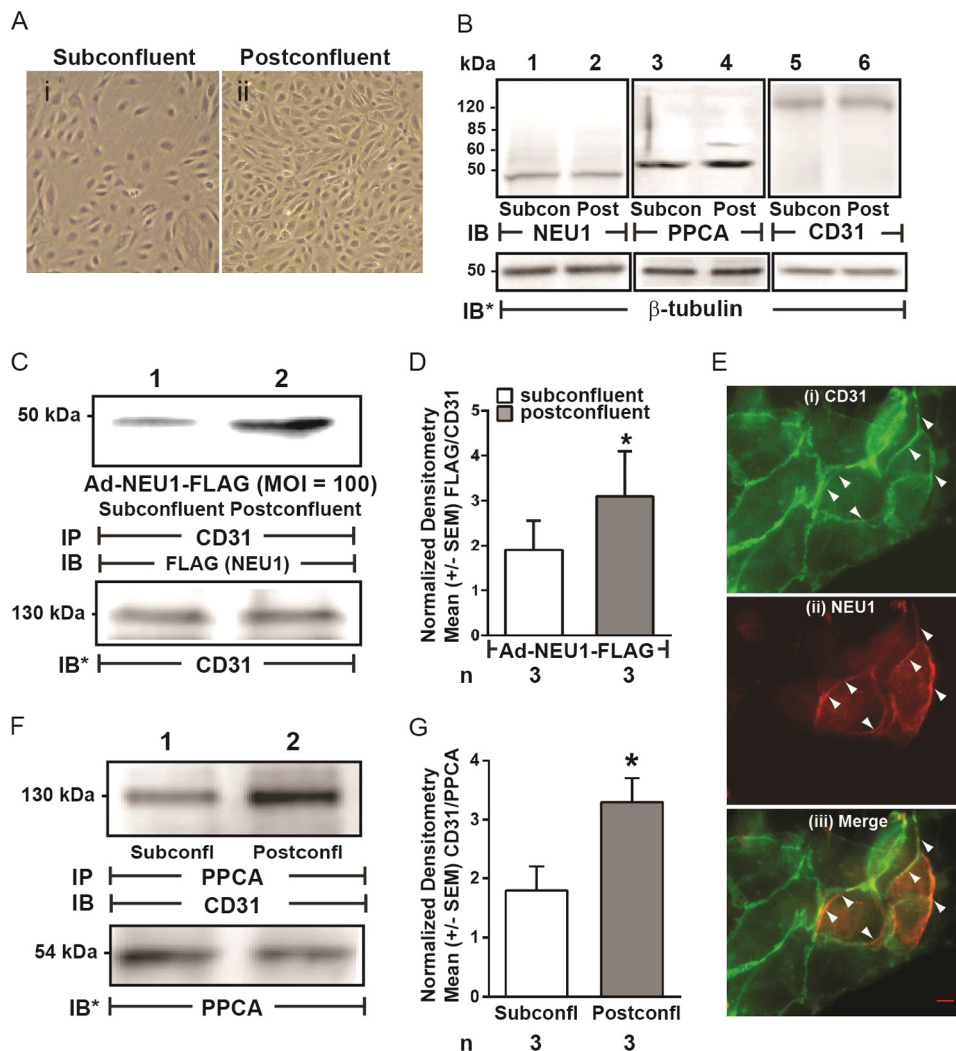 A
Subconfluent Postconfluent
i ii
B
kDa 1 2 3 4 5 6
120
85
60
50
Subcon Post Subcon Post Subcon Post
IB NEU1 PPCA CD31
50
IB* β-tubulin
C
1 2
50 kDa
Ad-NEU1-FLAG (MOI = 100)
Subconfluent Postconfluent
IP CD31
IB FLAG (NEU1)
130 kDa
IB* CD31
D
subconfluent
postconfluent
Normalized Densitometry
Mean (+/- SEM) FLAG/CD31
5
4
3
2
1
0
*
Ad-NEU1-FLAG
n 3 3
E
(i) CD31
(ii) NEU1
(iii) Merge
F
1 2
130 kDa
Subconfl Postconfl
IP PPCA
IB CD31
54 kDa
IB* PPCA
G
Normalized Densitometry
Mean (+/- SEM) CD31/PPCA
4
3
2
1
0
*
Subconfl Postconfl
n 3 3